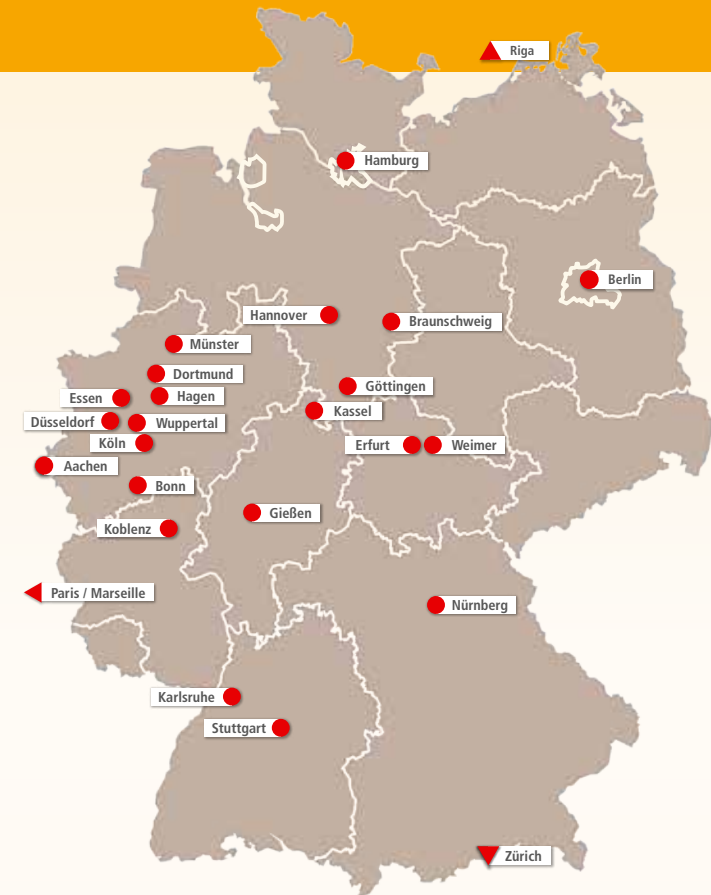 Riga
Hamburg
Berlin
Hannover
Braunschweig
Münster
Dortmund
Göttingen
Hagen
Essen
Kassel
Düsseldorf
Wuppertal
Köln
Erfurt
Weimer
Aachen
Bonn
Gießen
Koblenz
Paris / Marseille
Nürnberg
Karlsruhe
Stuttgart
Zürich